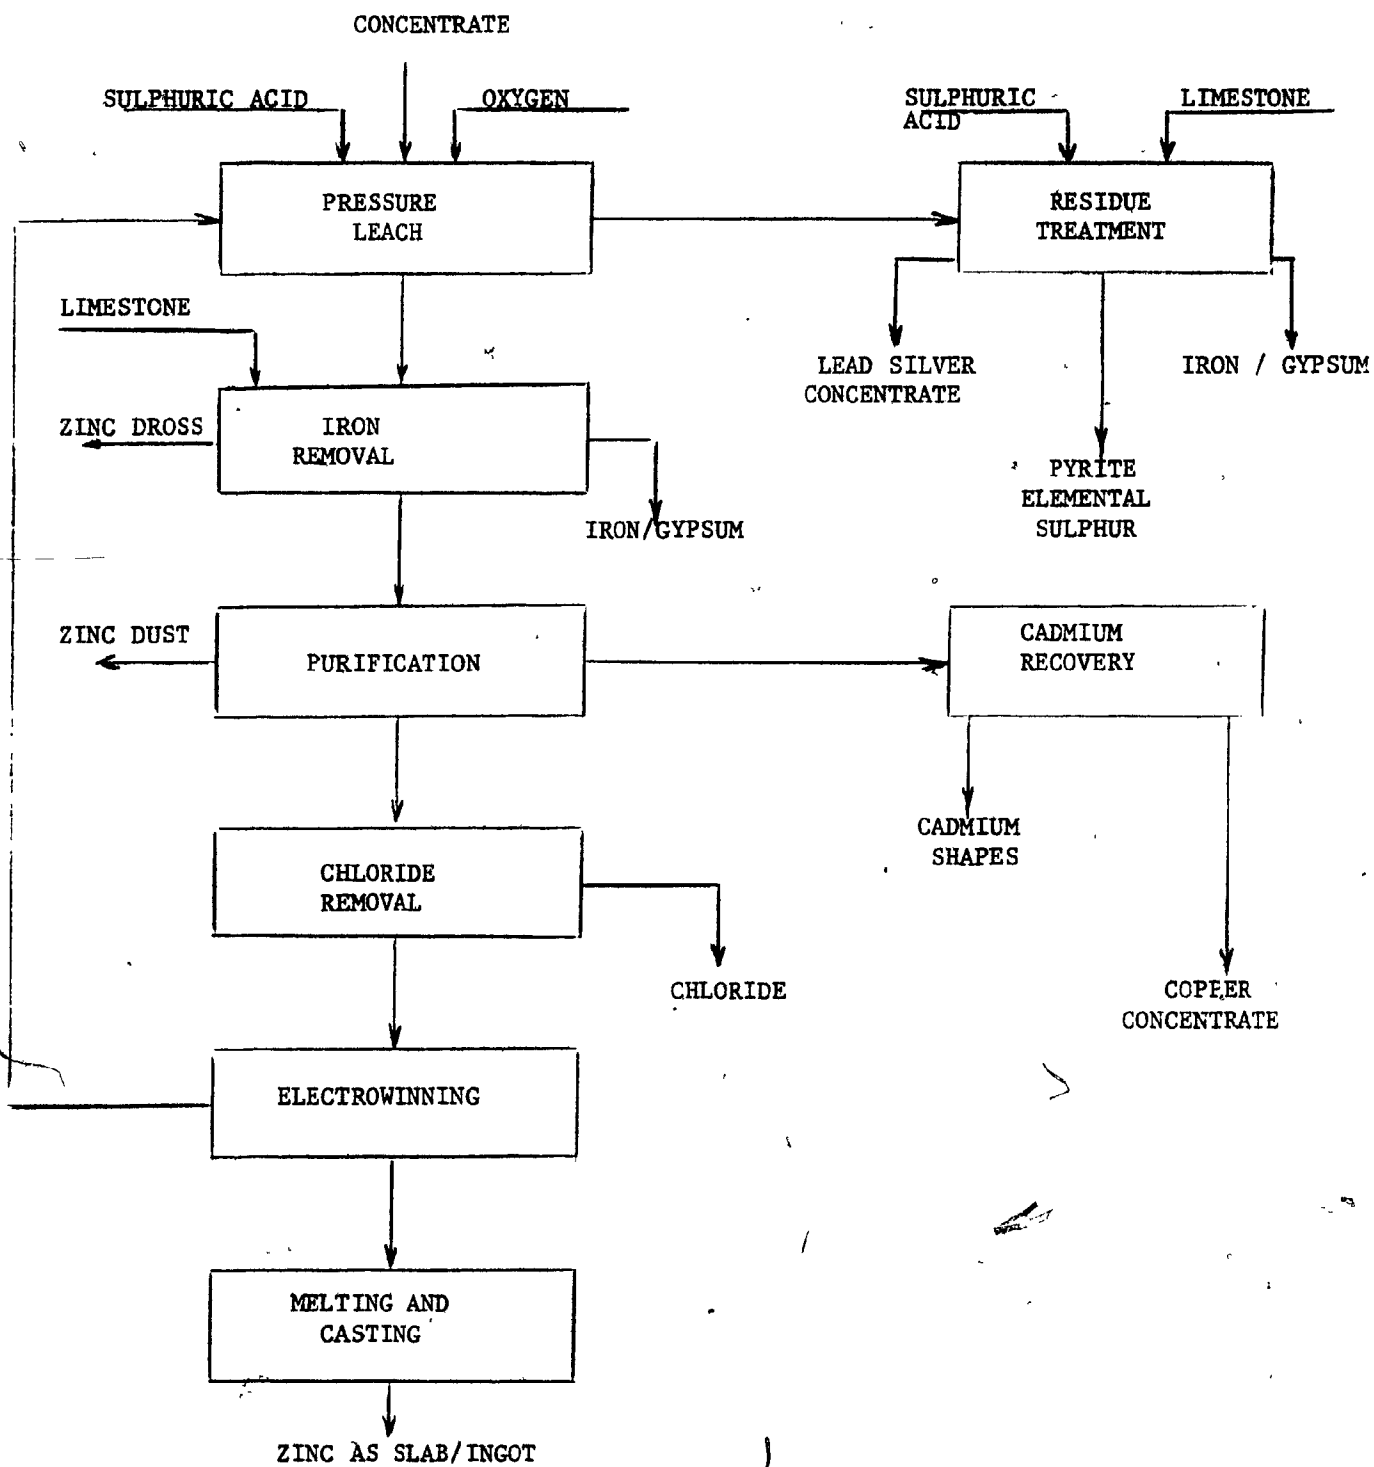 CONCENTRATE
SULPHURIC ACID
OXYGEN
SULPHURIC
ACID
LIMESTONE
PRESSURE
LEACH
RESIDUE
TREATMENT
LIMESTONE
LEAD SILVER
CONCENTRATE
IRON / GYPSUM
ZINC DROSS
IRON
REMOVAL
PYRITE
ELEMENTAL
SULPHUR
IRON/GYPSUM
ZINC DUST
PURIFICATION
CADMIUM
RECOVERY
CADMIUM
SHAPES
CHLORIDE
REMOVAL
CHLORIDE
COPPER
CONCENTRATE
ELECTROWINNING
MELTING AND
CASTING
ZINC AS SLAB/INGOT